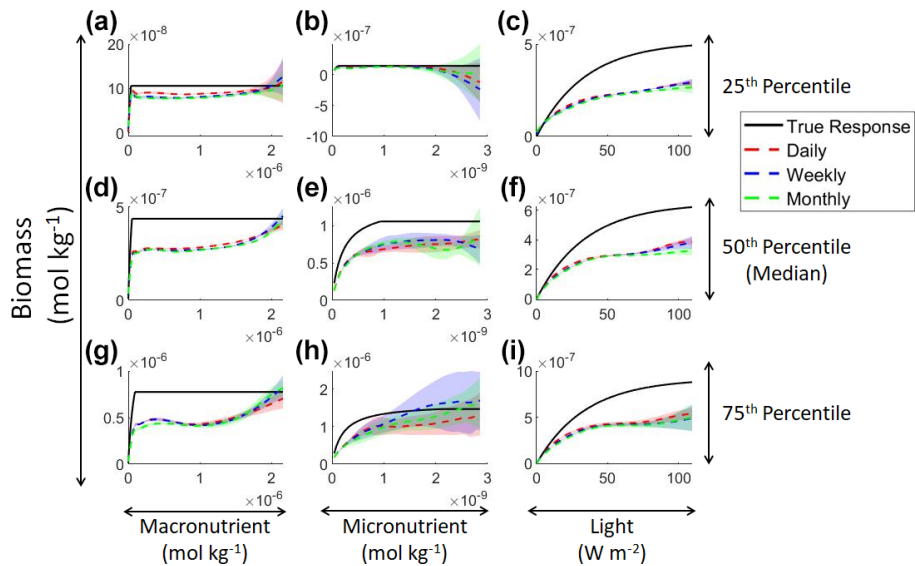 (a) (b) (c)
×10⁻⁸ ×10⁻⁷ ×10⁻⁷
20 10 0
0 -5 -10
5 0
0 1 2
×10⁻⁶
0 1 2 3
×10⁻⁹
0 50 100
25th Percentile
True Response
Daily
Weekly
Monthly
(d) (e) (f)
×10⁻⁷ ×10⁻⁶ ×10⁻⁷
5 0
1 0.5 0
6 4 2 0
0 1 2
×10⁻⁶
0 1 2 3
×10⁻⁹
0 50 100
50th Percentile
(Median)
Biomass
(mol kg⁻¹)
(g) (h) (i)
×10⁻⁶ ×10⁻⁶ ×10⁻⁷
1 0.5 0
2 1 0
10 5 0
0 1 2
×10⁻⁶
0 1 2 3
×10⁻⁹
0 50 100
75th Percentile
Macronutrient
(mol kg⁻¹)
Micronutrient
(mol kg⁻¹)
Light
(W m⁻²)